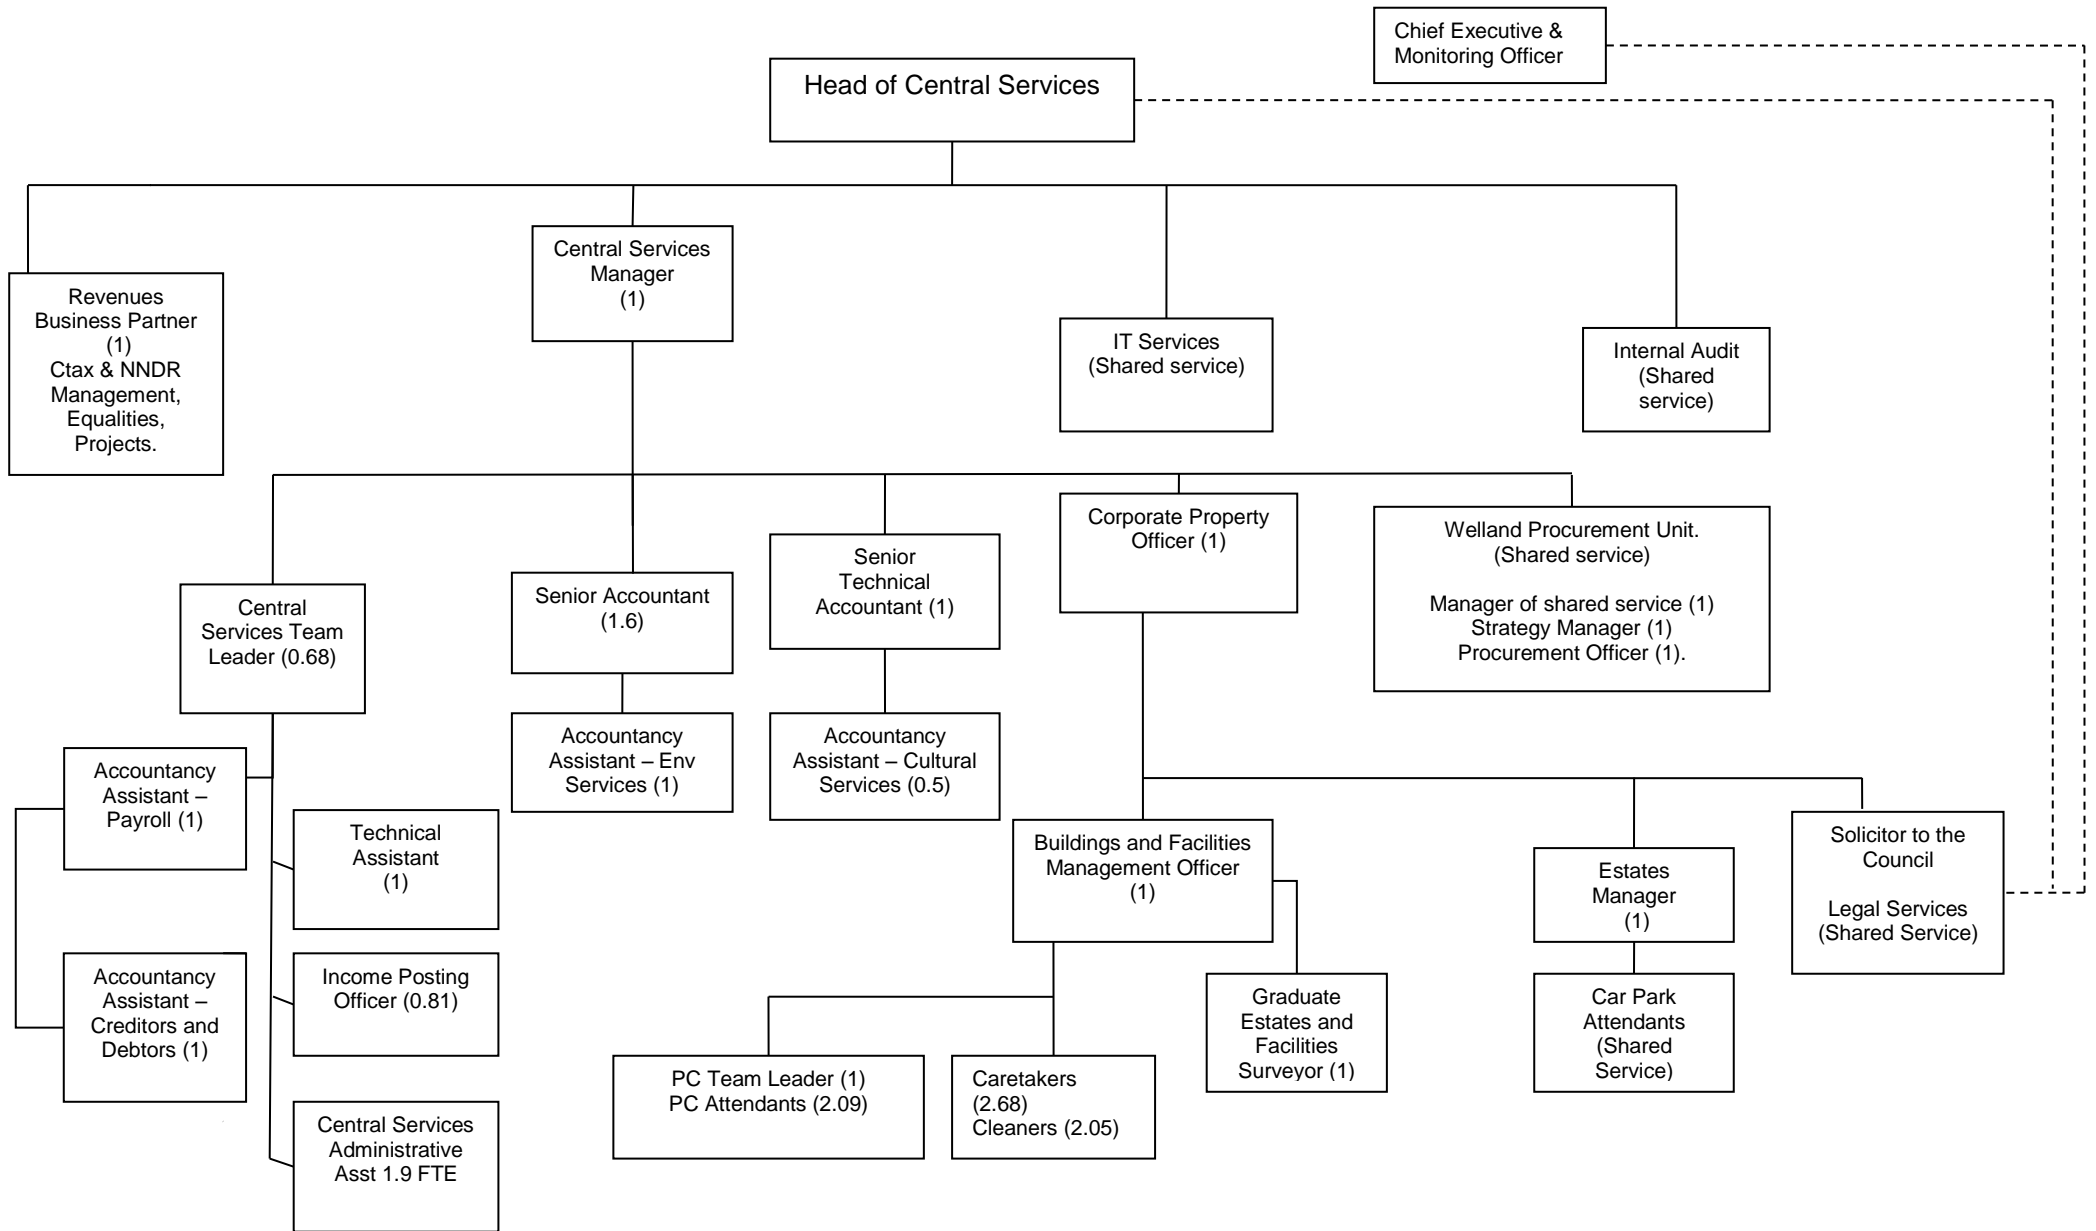 Chief Executive &
Monitoring Officer
Head of Central Services
Central Services
Manager
(1)
Revenues
Business Partner
(1)
Ctax & NNDR
Management,
Equalities,
Projects.
IT Services
(Shared service)
Internal Audit
(Shared
service)
Central
Services Team
Leader (0.68)
Senior Accountant
(1.6)
Senior
Technical
Accountant (1)
Corporate Property
Officer (1)
Welland Procurement Unit.
(Shared service)
Manager of shared service (1)
Strategy Manager (1)
Procurement Officer (1).
Accountancy
Assistant –
Payroll (1)
Accountancy
Assistant – Env
Services (1)
Accountancy
Assistant – Cultural
Services (0.5)
Technical
Assistant
(1)
Buildings and Facilities
Management Officer
(1)
Estates
Manager
(1)
Solicitor to the
Council
Legal Services
(Shared Service)
Accountancy
Assistant –
Creditors and
Debtors (1)
Income Posting
Officer (0.81)
Graduate
Estates and
Facilities
Surveyor (1)
Car Park
Attendants
(Shared
Service)
PC Team Leader (1)
PC Attendants (2.09)
Caretakers
(2.68)
Cleaners (2.05)
Central Services
Administrative
Asst 1.9 FTE